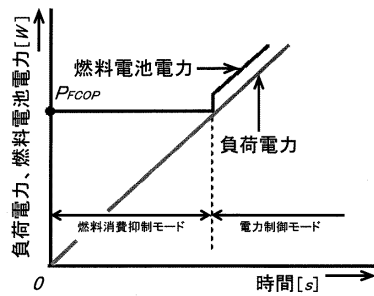 負荷電力、燃料電池電力[W]
燃料電池電力
PFCOP
負荷電力
燃料消費抑制モード
電力制御モード
0
時間[s]